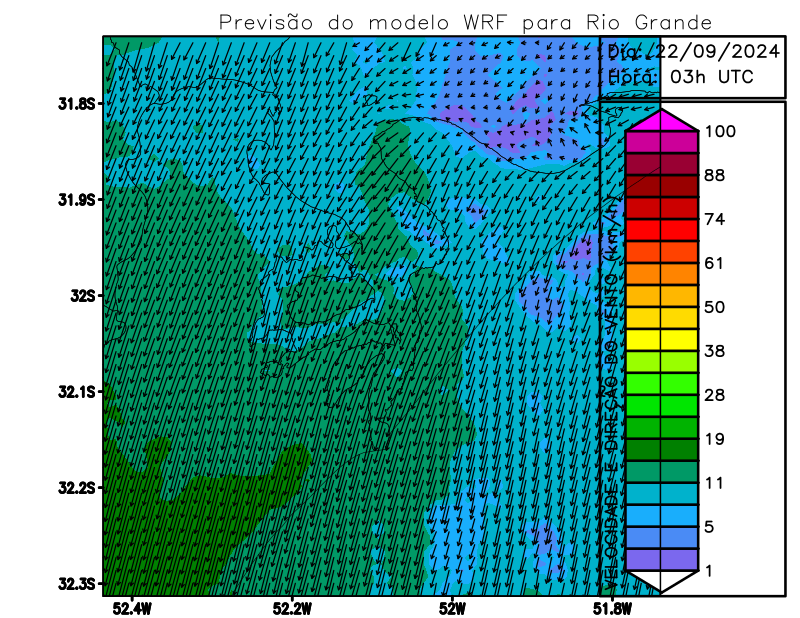 Previsão do modelo WRF para Rio Grande
Dia: 22/09/2024
Hora: 03h UTC
31.8S
31.9S
32S
32.1S
32.2S
32.3S
52.4W
52.2W
52W
51.8W
VELOCIDADE E DIREÇÃO DO VENTO (km/h)
100
88
74
61
50
38
28
19
11
5
1